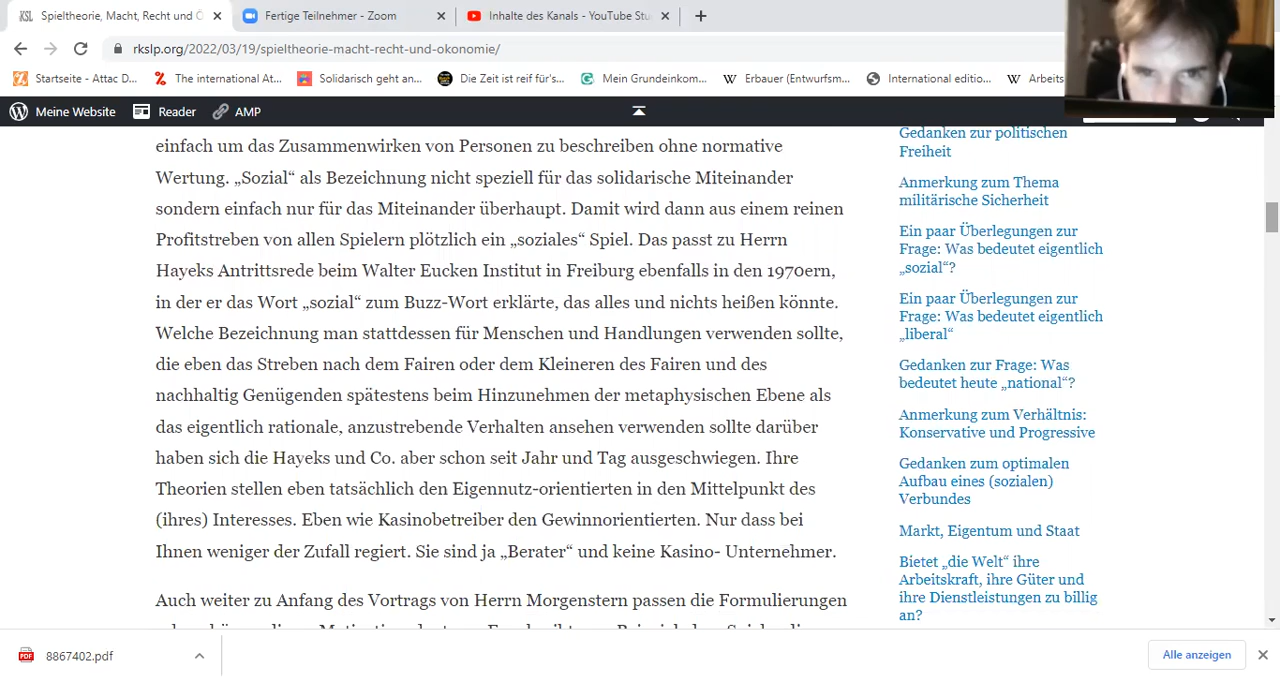 Spieltheorie, Macht, Recht und Ö
Fertige Teilnehmer - Zoom
Inhalte des Kanals - YouTube Stu
rkslp.org/2022/03/19/spieltheorie-macht-recht-und-okonomie/
Startseite - Attac D...
The international At...
Solidarisch geht an...
Die Zeit ist reif für's...
Mein Grundeinkom...
Erbauer (Entwurfsm...
International editio...
Arbeits
Meine Website
Reader
AMP
einfach um das Zusammenwirken von Personen zu beschreiben ohne normative
Wertung. „Sozial“ als Bezeichnung nicht speziell für das solidarische Miteinander
sondern einfach nur für das Miteinander überhaupt. Damit wird dann aus einem reinen
Profitstreben von allen Spielern plötzlich ein „soziales“ Spiel. Das passt zu Herrn
Hayeks Antrittsrede beim Walter Eucken Institut in Freiburg ebenfalls in den 1970ern,
in der er das Wort „sozial“ zum Buzz-Wort erklärte, das alles und nichts heißen könnte.
Welche Bezeichnung man stattdessen für Menschen und Handlungen verwenden sollte,
die eben das Streben nach dem Fairen oder dem Kleineren des Fairen und des
nachhaltig Genügenden spätestens beim Hinzunehmen der metaphysischen Ebene als
das eigentlich rationale, anzustrebende Verhalten ansehen verwenden sollte darüber
haben sich die Hayeks und Co. aber schon seit Jahr und Tag ausgeschwiegen. Ihre
Theorien stellen eben tatsächlich den Eigennutz-orientierten in den Mittelpunkt des
(ihres) Interesses. Eben wie Kasinobetreiber den Gewinnorientierten. Nur dass bei
Ihnen weniger der Zufall regiert. Sie sind ja „Berater“ und keine Kasino- Unternehmer.
Auch weiter zu Anfang des Vortrags von Herrn Morgenstern passen die Formulierungen
Gedanken zur politischen
Freiheit
Anmerkung zum Thema
militärische Sicherheit
Ein paar Überlegungen zur
Frage: Was bedeutet eigentlich
„sozial“?
Ein paar Überlegungen zur
Frage: Was bedeutet eigentlich
„liberal“
Gedanken zur Frage: Was
bedeutet heute „national“?
Anmerkung zum Verhältnis:
Konservative und Progressive
Gedanken zum optimalen
Aufbau eines (sozialen)
Verbundes
Markt, Eigentum und Staat
Bietet „die Welt“ ihre
Arbeitskraft, ihre Güter und
ihre Dienstleistungen zu billig
an?
8867402.pdf
Alle anzeigen